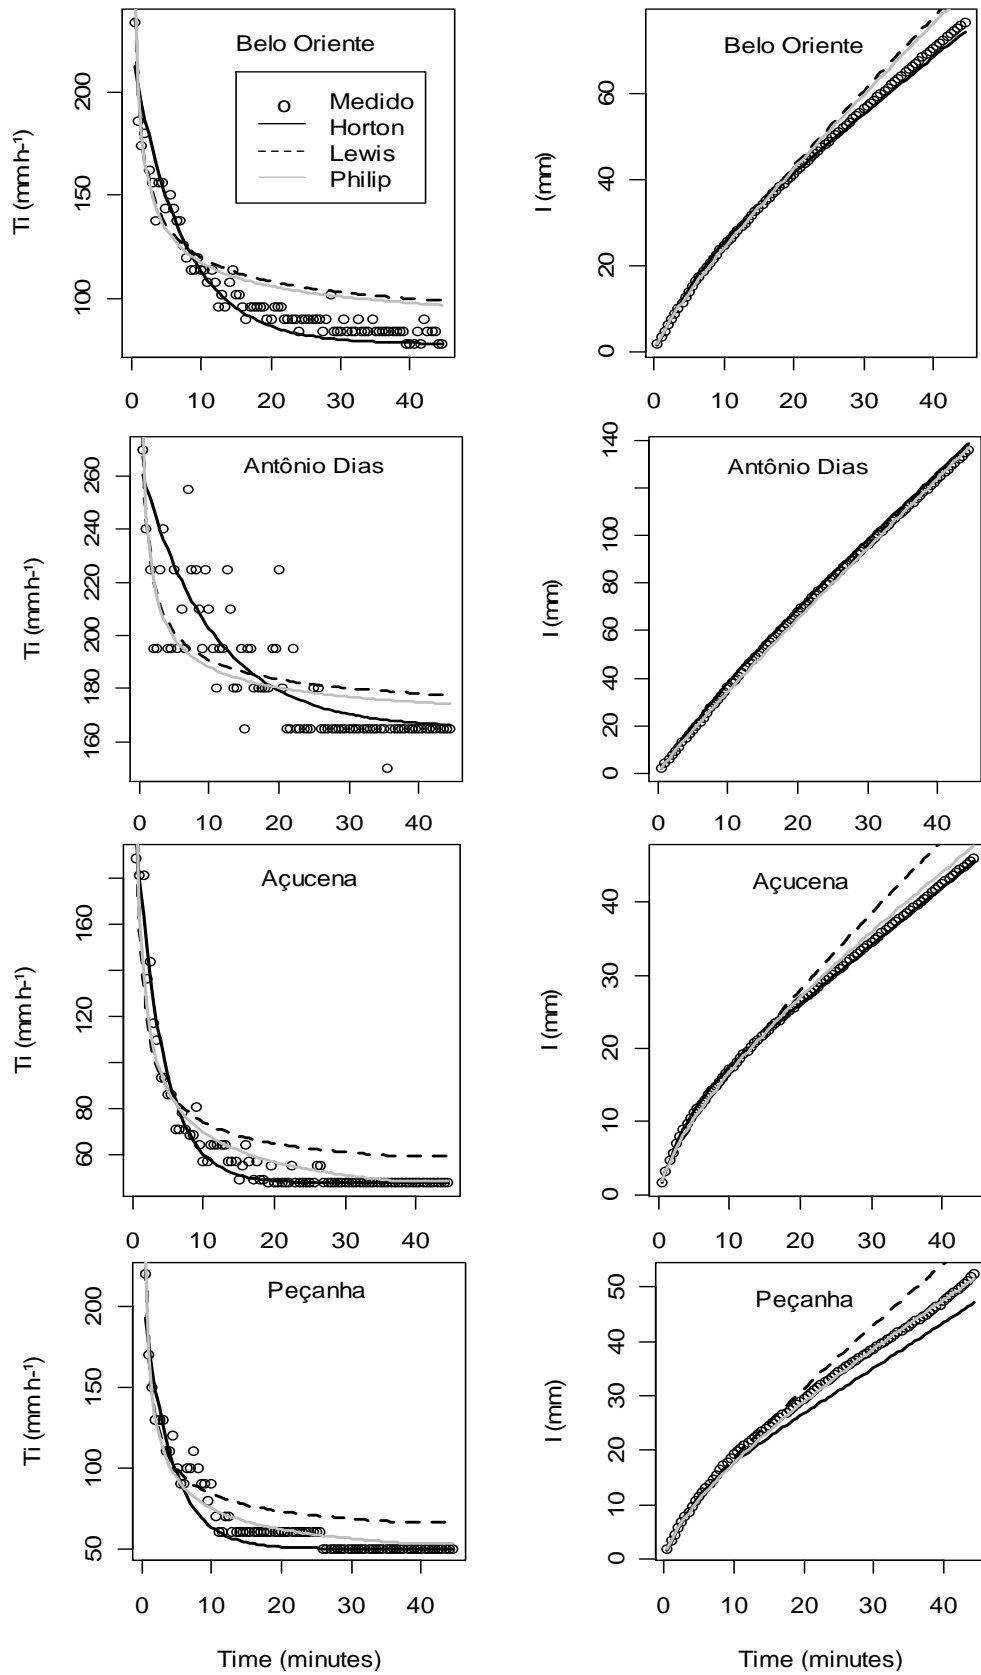 Belo Oriente
Medido
Horton
Lewis
Philip
Ti (mm h⁻¹)
100 150 200
0 10 20 30 40
Belo Oriente
I (mm)
0 20 40 60
0 10 20 30 40
Antônio Dias
Ti (mm h⁻¹)
160 180 200 220 260
0 10 20 30 40
Antônio Dias
I (mm)
0 20 40 60 80 100 140
0 10 20 30 40
Açucena
Ti (mm h⁻¹)
60 80 120 160
0 10 20 30 40
Açucena
I (mm)
0 10 20 30 40
0 10 20 30 40
Peçanha
Ti (mm h⁻¹)
50 100 150 200
0 10 20 30 40
Time (minutes)
Peçanha
I (mm)
0 10 20 30 40 50
0 10 20 30 40
Time (minutes)